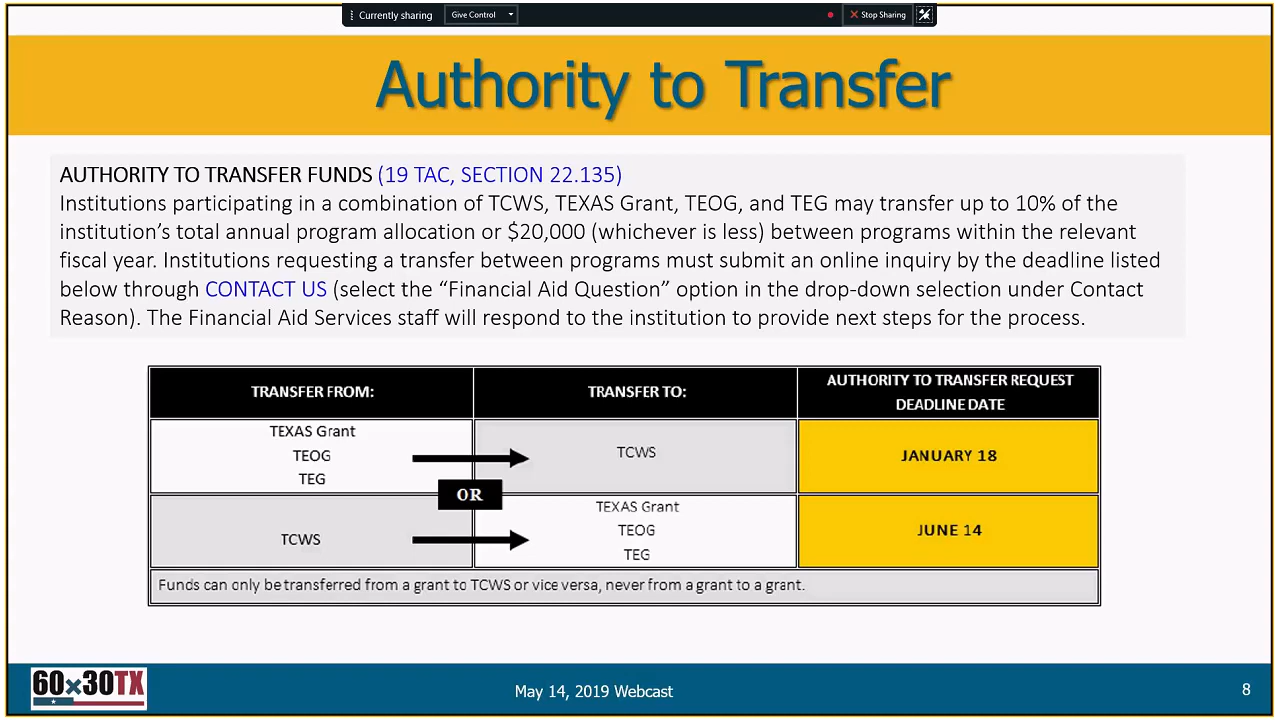 Currently sharing
Give Control
Stop Sharing
Authority to Transfer
AUTHORITY TO TRANSFER FUNDS (19 TAC, SECTION 22.135)
Institutions participating in a combination of TCWS, TEXAS Grant, TEOG, and TEG may transfer up to 10% of the
institution’s total annual program allocation or $20,000 (whichever is less) between programs within the relevant
fiscal year. Institutions requesting a transfer between programs must submit an online inquiry by the deadline listed
below through CONTACT US (select the “Financial Aid Question” option in the drop-down selection under Contact
Reason). The Financial Aid Services staff will respond to the institution to provide next steps for the process.
TRANSFER FROM:
TRANSFER TO:
AUTHORITY TO TRANSFER REQUEST
DEADLINE DATE
TEXAS Grant
TEOG
TEG
TCWS
JANUARY 18
OR
TCWS
TEXAS Grant
TEOG
TEG
JUNE 14
Funds can only be transferred from a grant to TCWS or vice versa, never from a grant to a grant.
60x30TX
May 14, 2019 Webcast
8